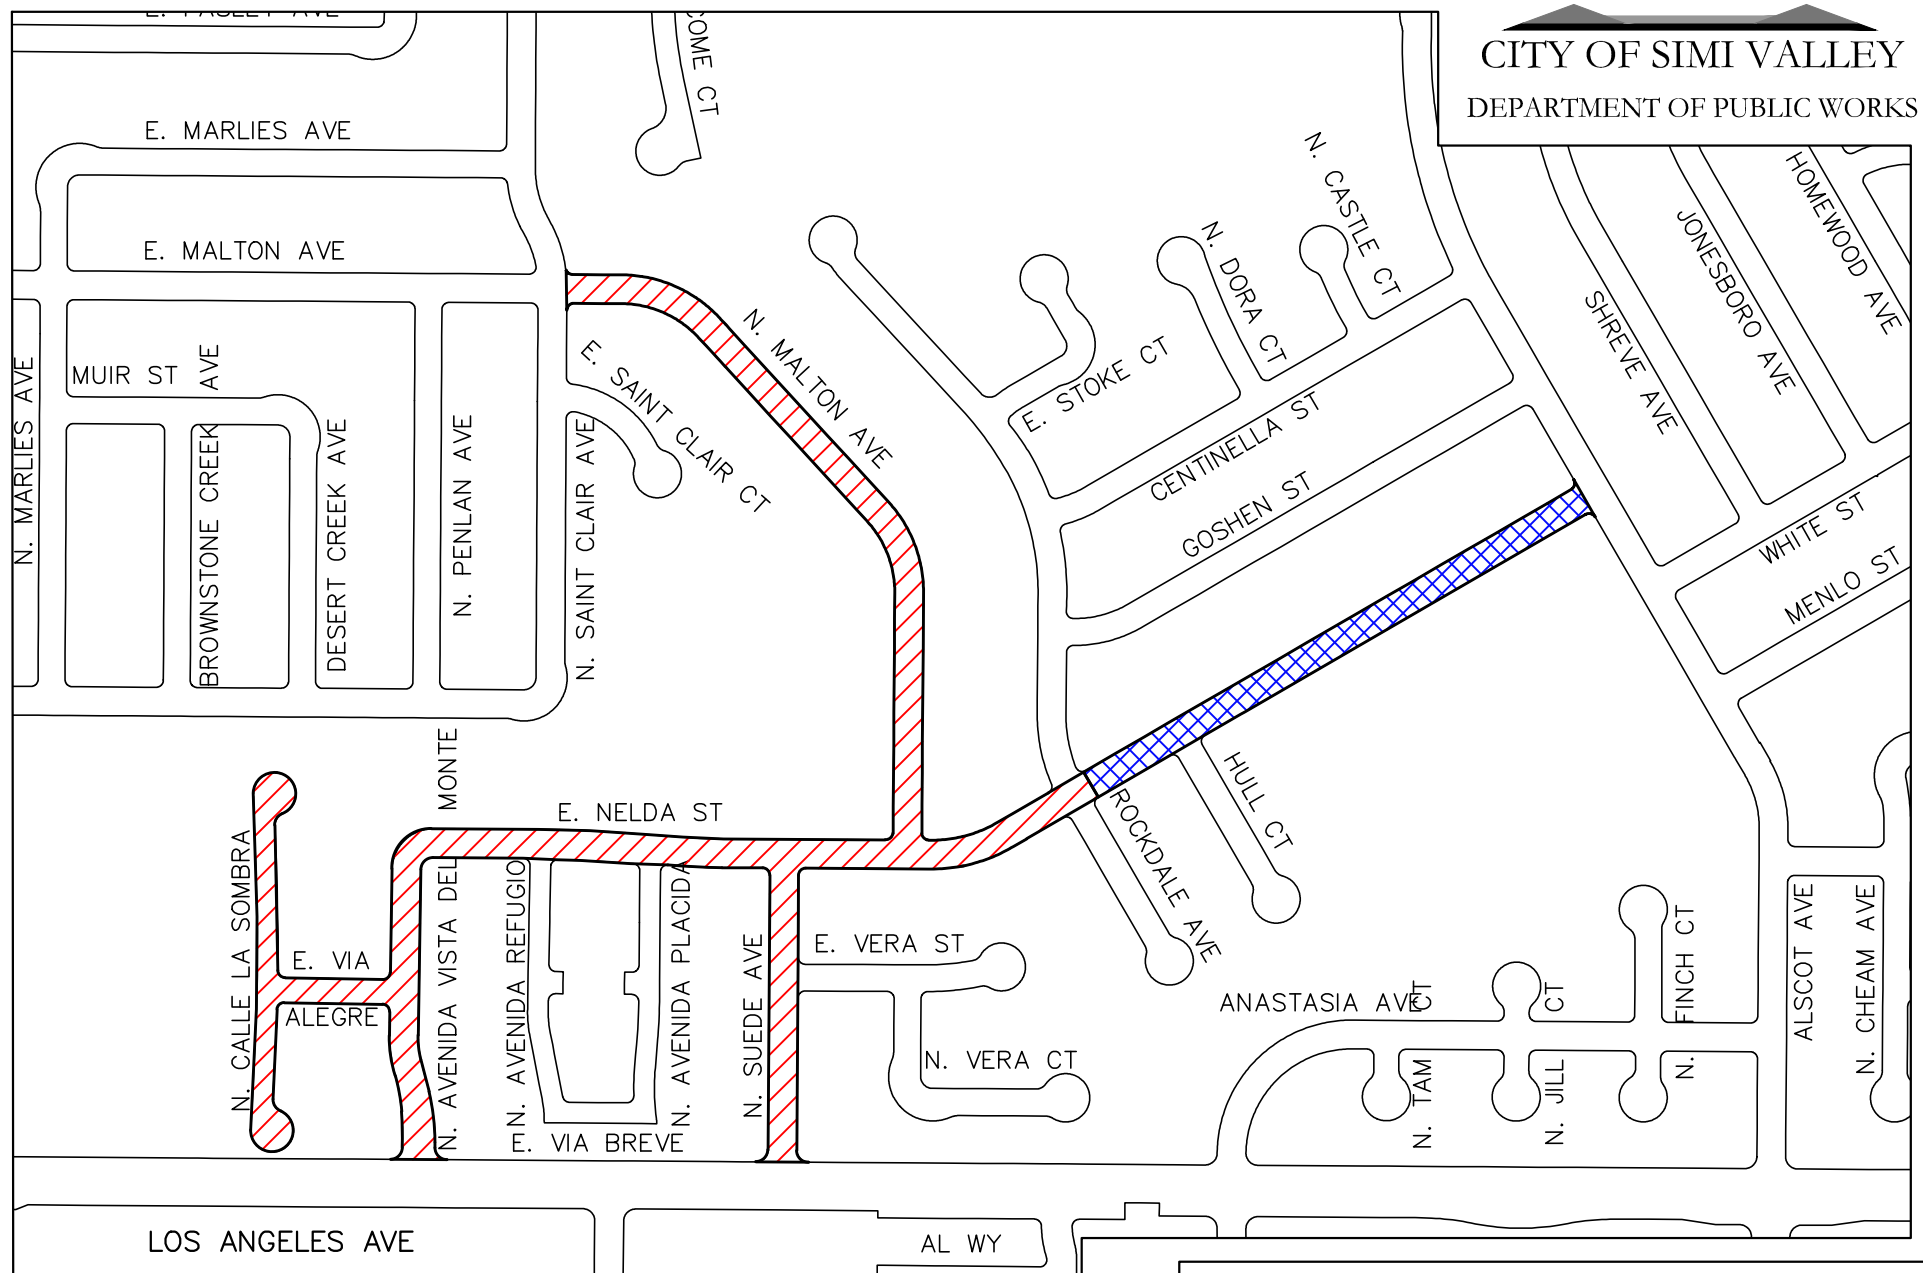 E. PASLEY AVE
COME CT
CITY OF SIMI VALLEY
DEPARTMENT OF PUBLIC WORKS
E. MARLIES AVE
E. MALTON AVE
N. CASTLE CT
N. DORA CT
HOMEWOOD AVE
JONESBORO AVE
SHREVE AVE
N. MALTON AVE
E. SAINT CLAIR CT
E. STOKE CT
CENTINELLA ST
GOSHEN ST
WHITE ST
MENLO ST
MUIR ST
N. MARLIES AVE
BROWNSTONE CREEK AVE
DESERT CREEK AVE
N. PENLAN AVE
N. SAINT CLAIR AVE
E. NELDA ST
HULL CT
ROCKDALE AVE
N. CALLE LA SOMBRA
E. VIA
ALEGRE
N. AVENIDA VISTA DEL MONTE
N. AVENIDA REFUGIO
N. AVENIDA PLACIDA
N. SUEDE AVE
E. VERA ST
N. VERA CT
E. VIA BREVE
ANASTASIA AVE
N. TAM CT
N. JILL CT
N. FINCH CT
ALSCOT AVE
N. CHEAM AVE
LOS ANGELES AVE
AL WY